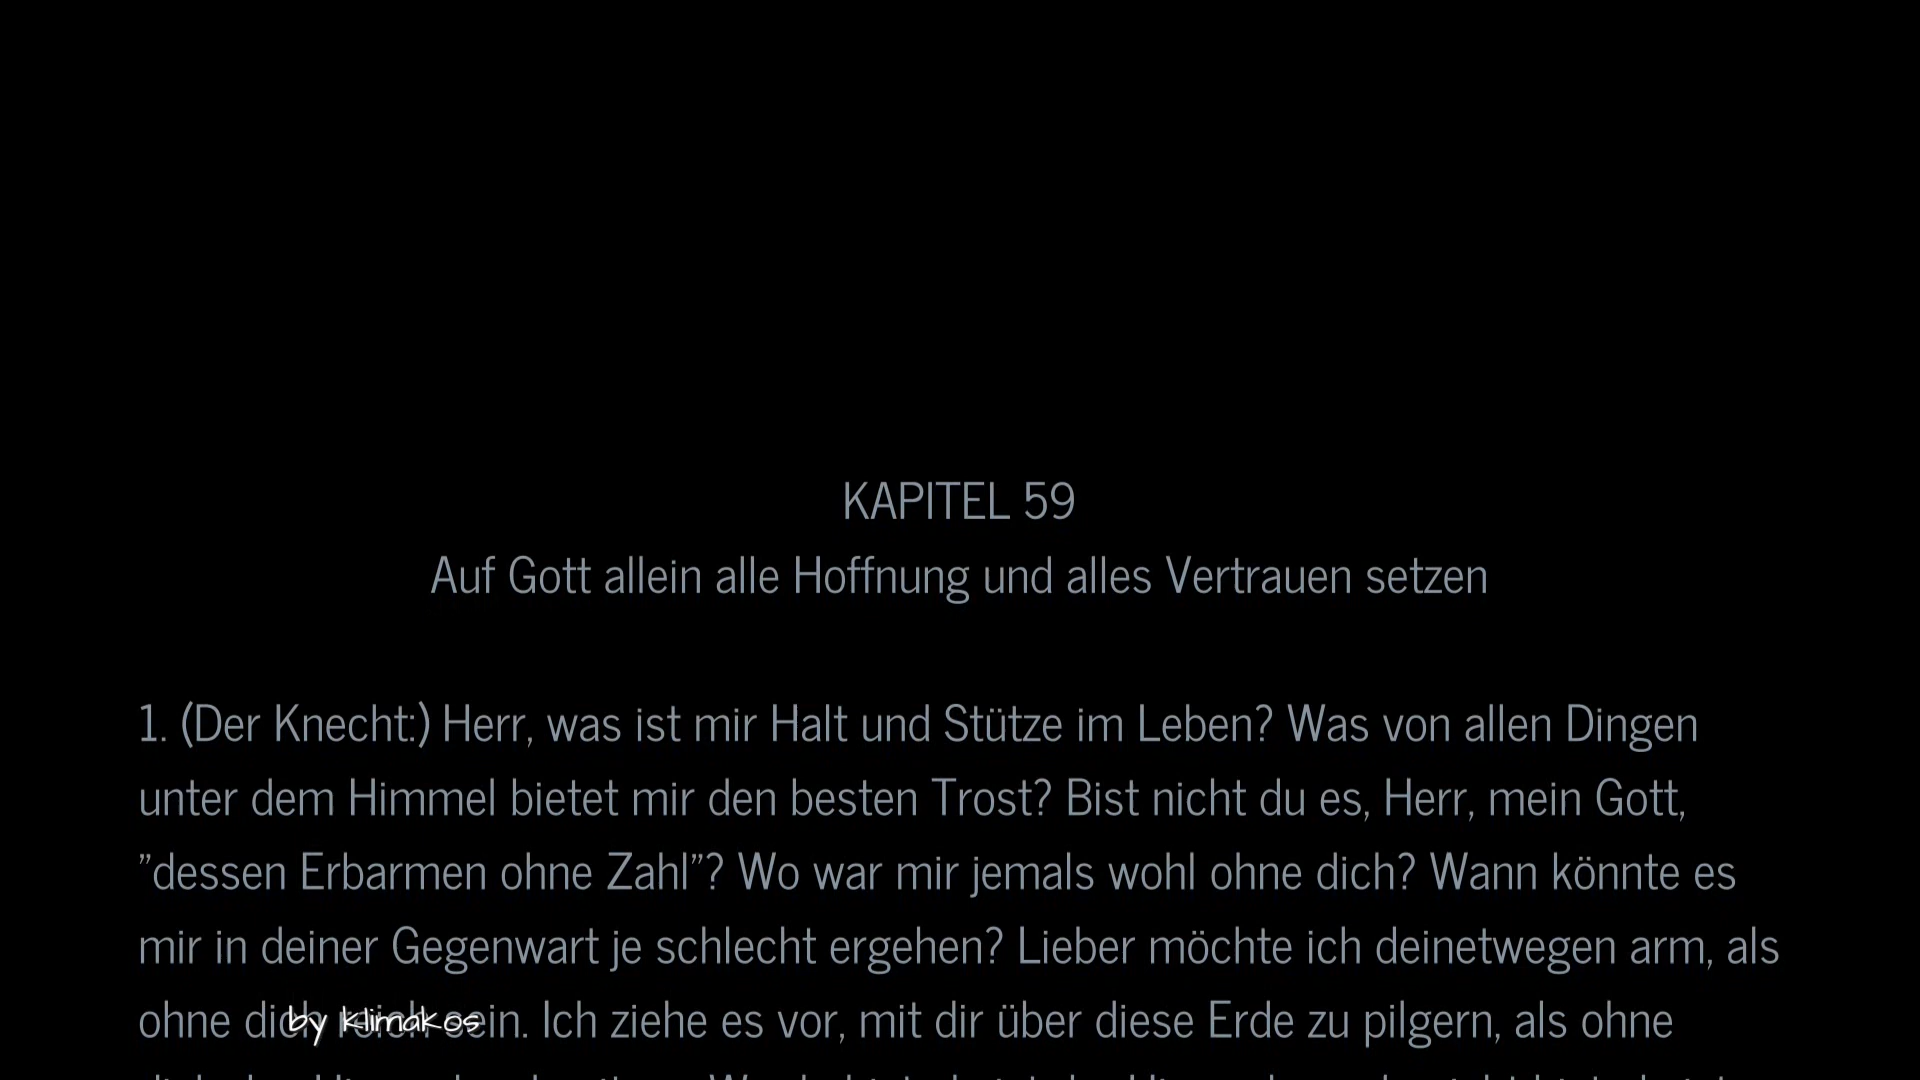 KAPITEL 59
Auf Gott allein alle Hoffnung und alles Vertrauen setzen
1. (Der Knecht:) Herr, was ist mir Halt und Stütze im Leben? Was von allen Dingen
unter dem Himmel bietet mir den besten Trost? Bist nicht du es, Herr, mein Gott,
”dessen Erbarmen ohne Zahl”? Wo war mir jemals wohl ohne dich? Wann könnte es
mir in deiner Gegenwart je schlecht ergehen? Lieber möchte ich deinetwegen arm, als
ohne dich reich sein. Ich ziehe es vor, mit dir über diese Erde zu pilgern, als ohne
by klimakos